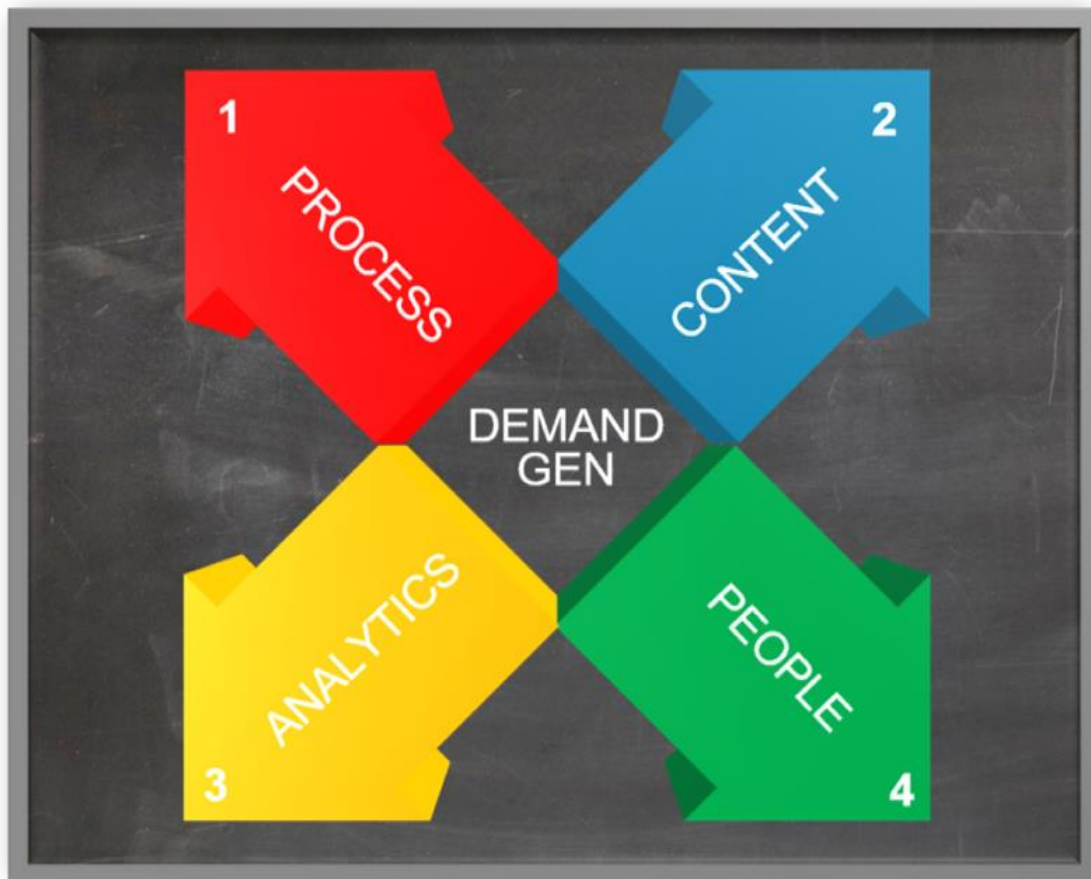 1
PROCESS
2
CONTENT
DEMAND
GEN
3
ANALYTICS
4
PEOPLE